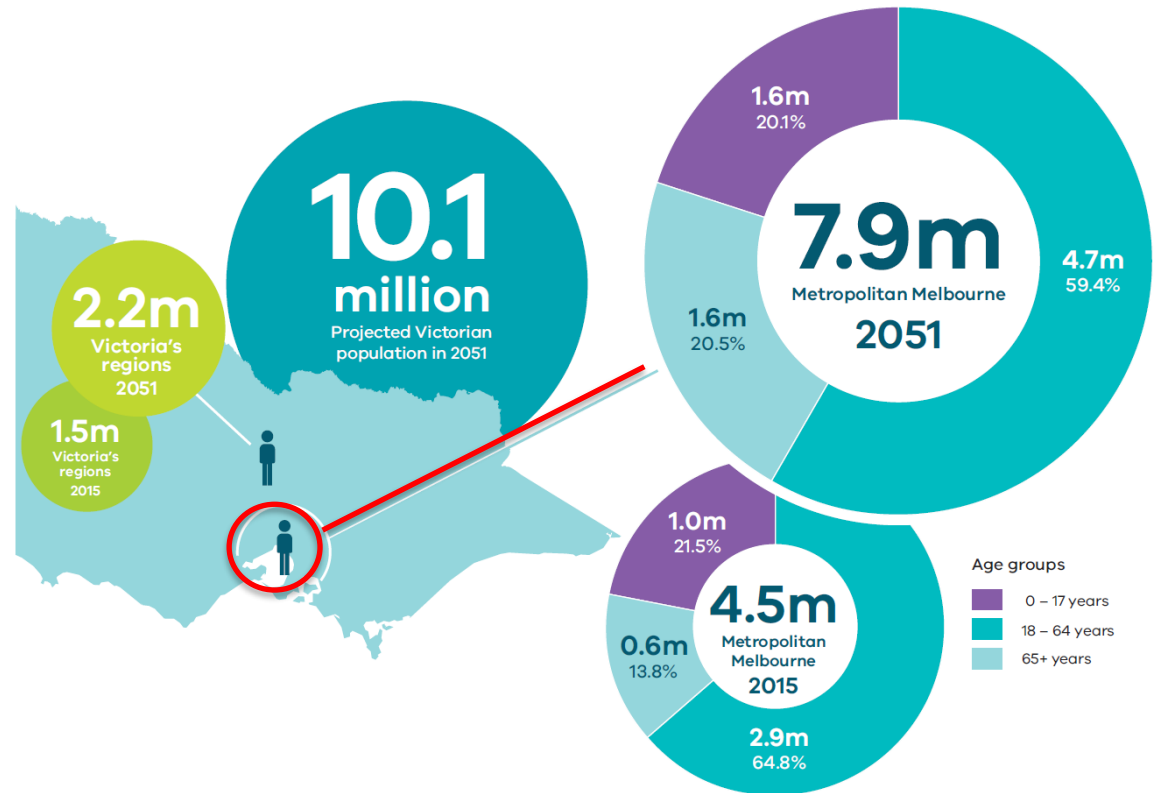 10.1
million
Projected Victorian
population in 2051
2.2m
Victoria's
regions
2051
1.5m
Victoria's
regions
2015
1.6m
20.1%
7.9m
Metropolitan Melbourne
2051
4.7m
59.4%
1.6m
20.5%
1.0m
21.5%
4.5m
Metropolitan
Melbourne
2015
0.6m
13.8%
2.9m
64.8%
Age groups
0 – 17 years
18 – 64 years
65+ years